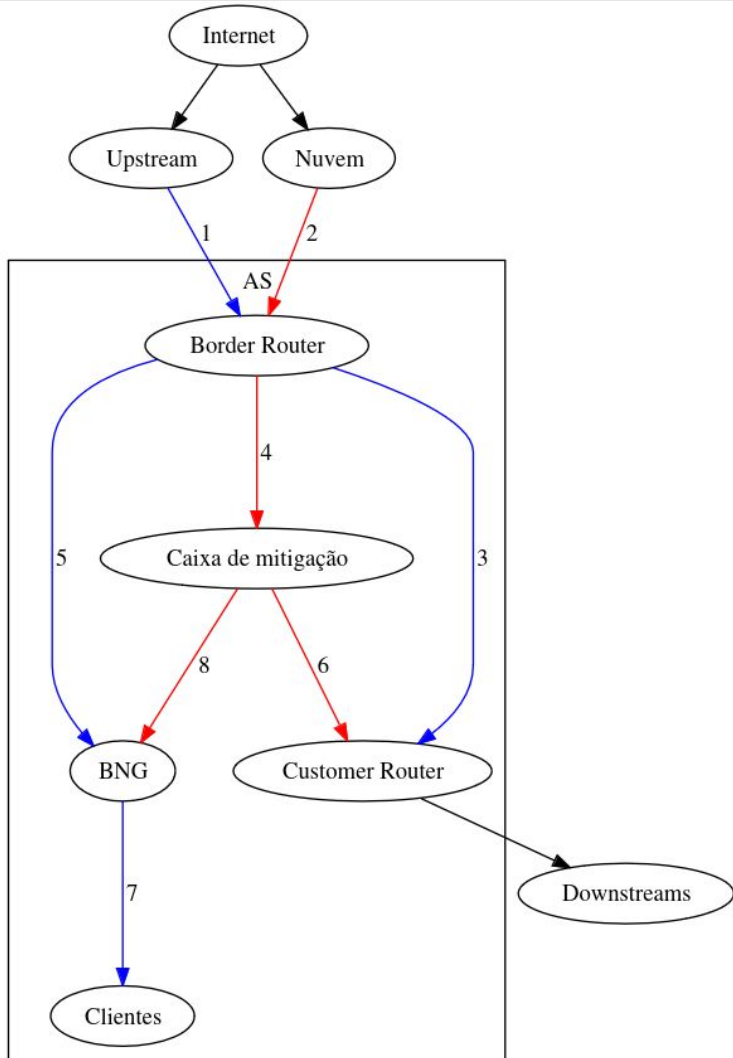 Internet
Upstream
Nuvem
1
2
AS
Border Router
4
5
Caixa de mitigação
3
8
6
BNG
Customer Router
7
Downstreams
Clientes